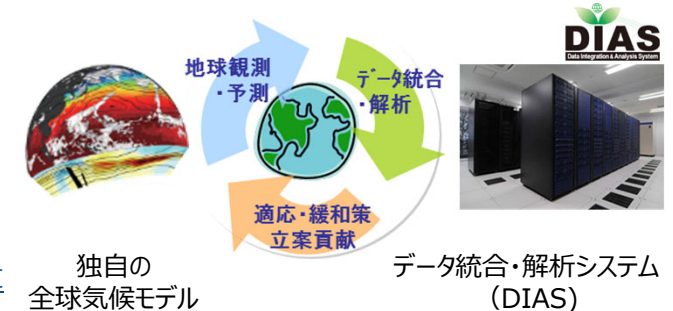 DIAS
Data Integration & Analysis System
地球観測
・予測
データ統合
・解析
適応・緩和策
立案貢献
独自の
全球気候モデル
データ統合・解析システム
（DIAS)